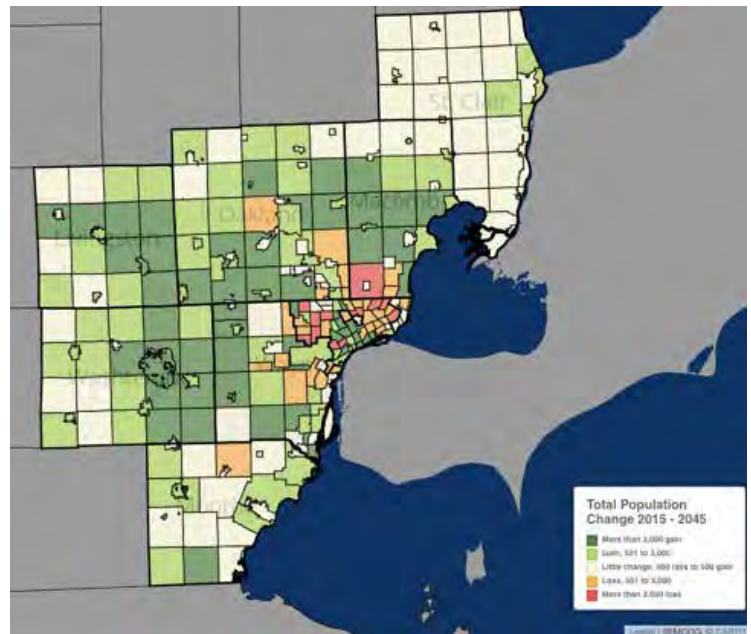 St. Clair
Oakland
Macomb
Livingston
Total Population
Change 2015 - 2045
More than 3,000 gain
Gain, 501 to 3,000
Little change, 500 loss to 500 gain
Loss, 501 to 3,000
More than 3,000 loss